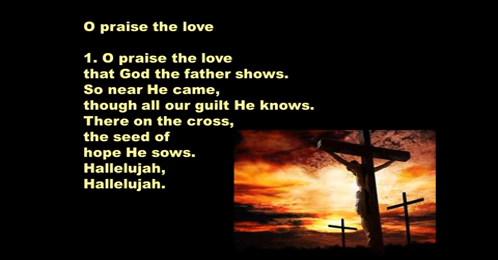 O praise the love
1. O praise the love
that God the father shows.
So near He came,
though all our guilt He knows.
There on the cross,
the seed of
hope He sows.
Hallelujah,
Hallelujah.